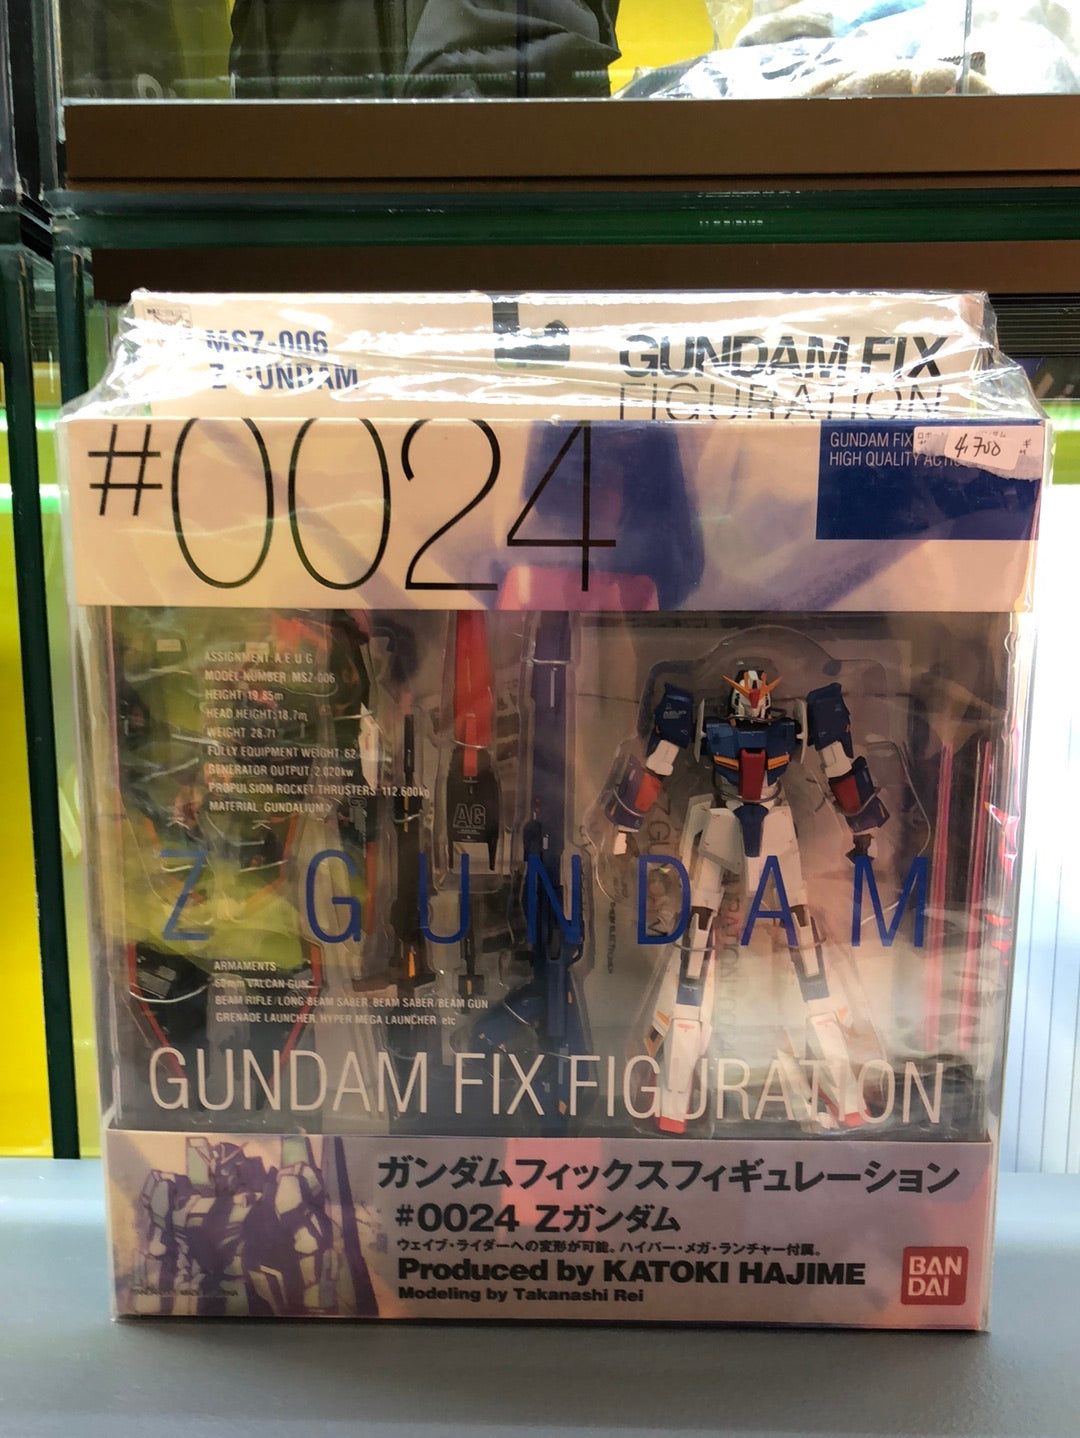 MSZ-006
Z GUNDAM
GUNDAM FIX
FIGURATION
#0024
GUNDAM FIX
HIGH QUALITY
4,700
ASSIGNMENT: A.E.U.G
MODEL NUMBER: MSZ-006
HEIGHT: 19.85m
HEAD HEIGHT: 18.7m
WEIGHT: 28.7t
FULLY EQUIPMENT WEIGHT: 62
GENERATOR OUTPUT: 2,020kw
PROPULSION ROCKET THRUSTERS: 112,600kg
MATERIAL: GUNDALIUM γ
AG
Z GUNDAM
ARMAMENTS
60mm VALCAN GUN
BEAM RIFLE/LONG BEAM SABER, BEAM SABER/BEAM GUN
GRENADE LAUNCHER, HYPER MEGA LAUNCHER etc
GUNDAM FIX FIGURATION
ガンダムフィックスフィギュレーション
#0024 Zガンダム
ウェイブ・ライダーへの変形が可能。ハイパー・メガ・ランチャー付属。
Produced by KATOKI HAJIME
Modeling by Takanashi Rei
BAN
DAI